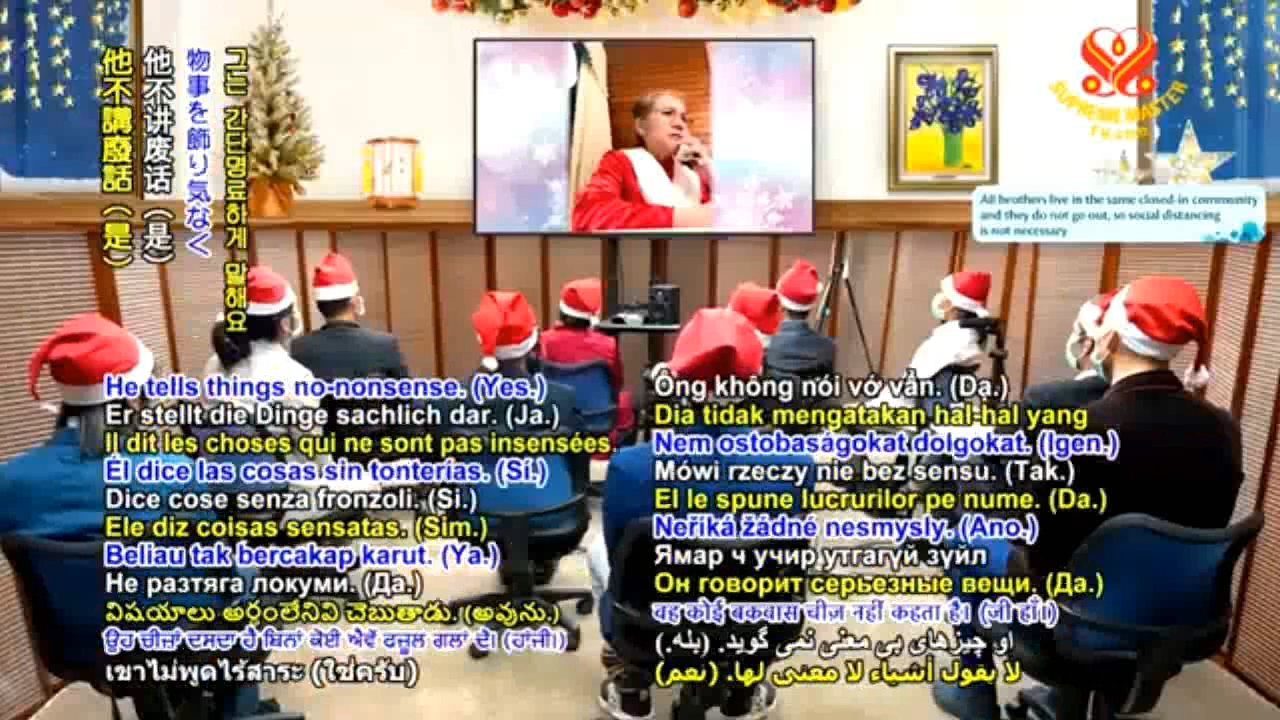 그는 간단명료하게 말해요
物事を飾り気なく
他不讲废话（是）
他不講廢話（是）
SUPREME MASTER
TV.com
All brothers live in the same closed-in community
and they do not go out, so social distancing
is not necessary
He tells things no-nonsense. (Yes.)
Er stellt die Dinge sachlich dar. (Ja.)
Il dit les choses qui ne sont pas insensées.
Él dice las cosas sin tonterías. (Sí.)
Dice cose senza fronzoli. (Sì.)
Ele diz coisas sensatas. (Sim.)
Beliau tak bercakap karut. (Ya.)
Не разтяга локуми. (Да.)
విషయాలు అర్థంలేనివి చెబుతాడు.(అవును.)
ਉਹ ਚੀਜ਼ਾਂ ਦਸਦਾ ਹੈ ਬਿਨਾਂ ਕੋਈ ਐਵੇਂ ਫਜ਼ੂਲ ਗਲਾਂ ਦੇ। (ਹਾਂਜੀ।)
เขาไม่พูดไร้สาระ (ใช่ครับ)
Ông không nói vớ vẩn. (Dạ.)
Dia tidak mengatakan hal-hal yang
Nem ostobaságokat dolgokat. (Igen.)
Mówi rzeczy nie bez sensu. (Tak.)
El le spune lucrurilor pe nume. (Da.)
Neříká žádné nesmysly. (Ano.)
Ямар ч учир утгагүй зүйл
Он говорит серьезные вещи. (Да.)
वह कोई बकवास चीज़ नहीं कहता है। (जी हाँ।)
او چیزهای بی معنی نمی گوید. (بله.)
لا يقول أشياء لا معنى لها. (نعم)